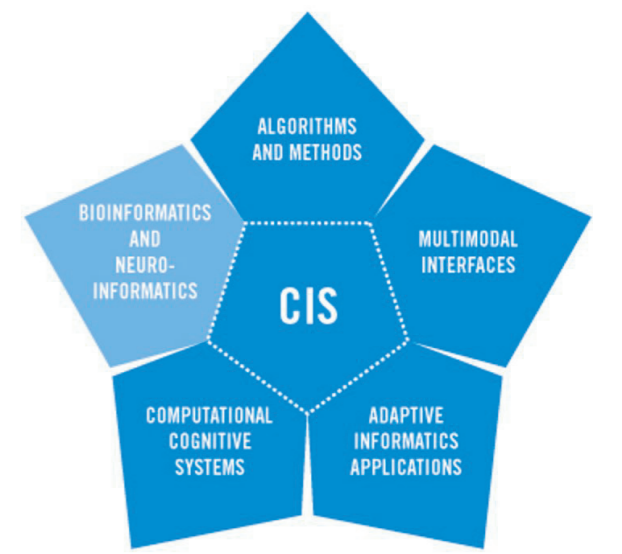 ALGORITHMS
AND METHODS
BIOINFORMATICS
AND
NEURO-
INFORMATICS
MULTIMODAL
INTERFACES
CIS
COMPUTATIONAL
COGNITIVE
SYSTEMS
ADAPTIVE
INFORMATICS
APPLICATIONS